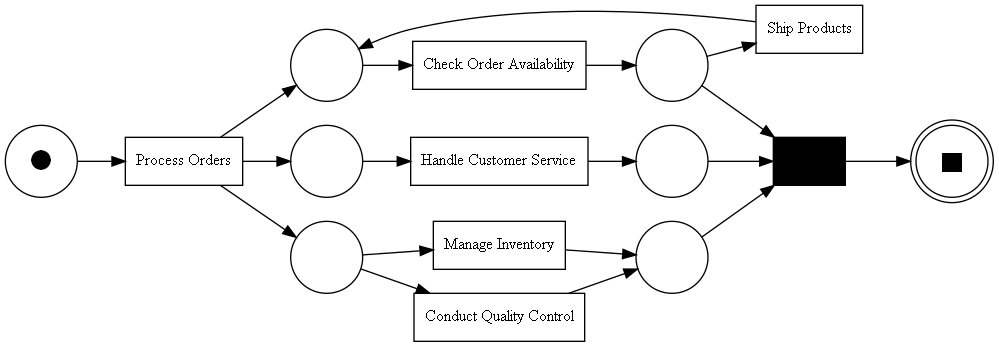 Ship Products
Check Order Availability
Process Orders
Handle Customer Service
Manage Inventory
Conduct Quality Control